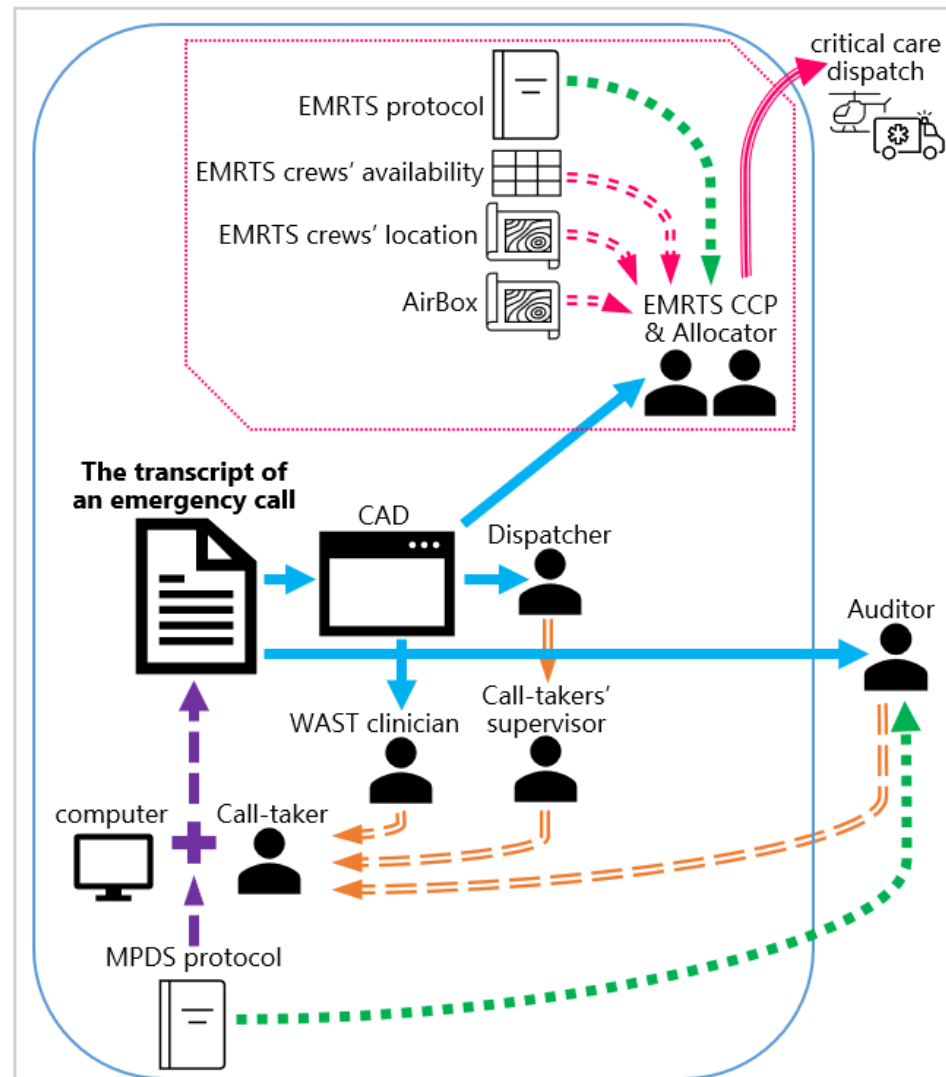 critical care
dispatch
EMRTS protocol
EMRTS crews’ availability
EMRTS crews’ location
AirBox
EMRTS CCP
& Allocator
The transcript of
an emergency call
CAD
Dispatcher
Auditor
WAST clinician
Call-takers’
supervisor
computer
Call-taker
MPDS protocol